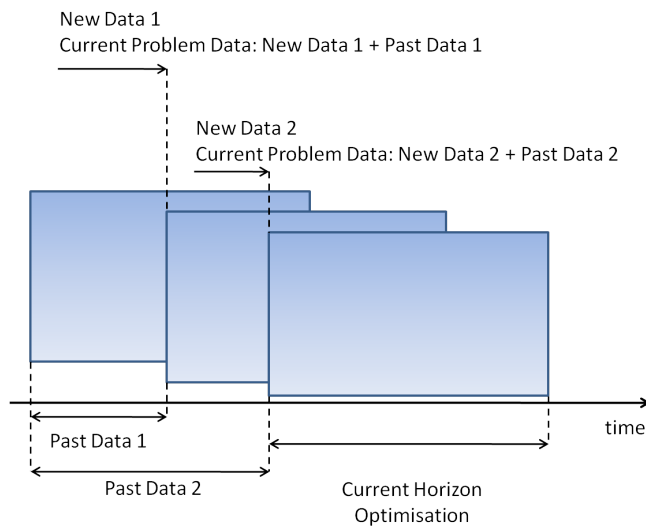 New Data 1
Current Problem Data: New Data 1 + Past Data 1
New Data 2
Current Problem Data: New Data 2 + Past Data 2
time
Past Data 1
Past Data 2
Current Horizon
Optimisation